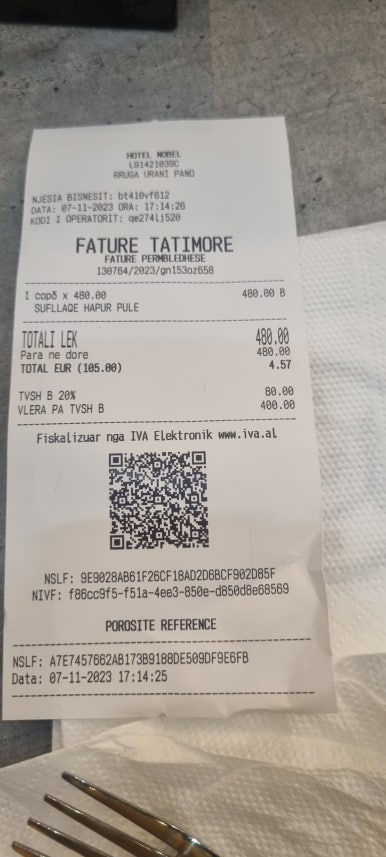 HOTEL NOBEL
L91421039C
RRUGA URANI PANO
NJESIA BISNESIT: bt410vf612
DATA: 07-11-2023 ORA: 17:14:26
KODI I OPERATORIT: qe274lj520
FATURE TATIMORE
FATURE PERMBLEDHESE
130764/2023/gn153oz658
1 copë x 480.00 480.00 B
SUFLLAQE HAPUR PULE
TOTALI LEK 480.00
Para ne dore 480.00
TOTAL EUR (105.00) 4.57
TVSH B 20% 80.00
VLERA PA TVSH B 400.00
Fiskalizuar nga IVA Elektronik www.iva.al
NSLF: 9E9028AB61F26CF18AD2D6BCF902D85F
NIVF: f86cc9f5-f51a-4ee3-850e-d850d8e68569
POROSITE REFERENCE
NSLF: A7E7457662AB173B9188DE509DF9E6FB
Data: 07-11-2023 17:14:25